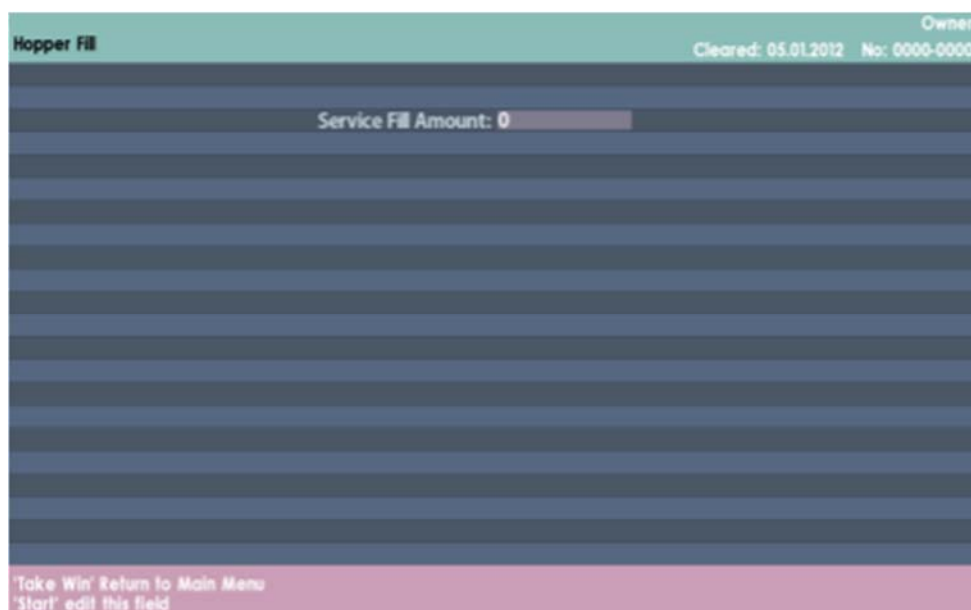 Owner
Hopper Fill
Cleared: 05.01.2012 No: 0000-0000
Service Fill Amount: 0
'Take Win' Return to Main Menu
'Start' edit this field